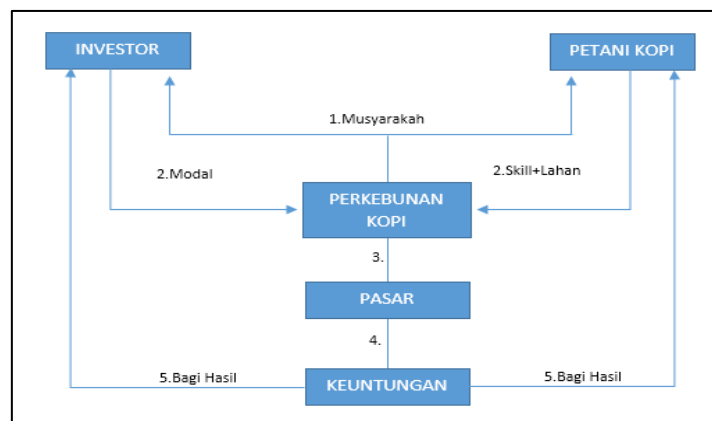 INVESTOR
PETANI KOPI
1.Musyarakah
2.Modal
2.Skill+Lahan
PERKEBUNAN
KOPI
3.
PASAR
4.
5.Bagi Hasil
KEUNTUNGAN
5.Bagi Hasil